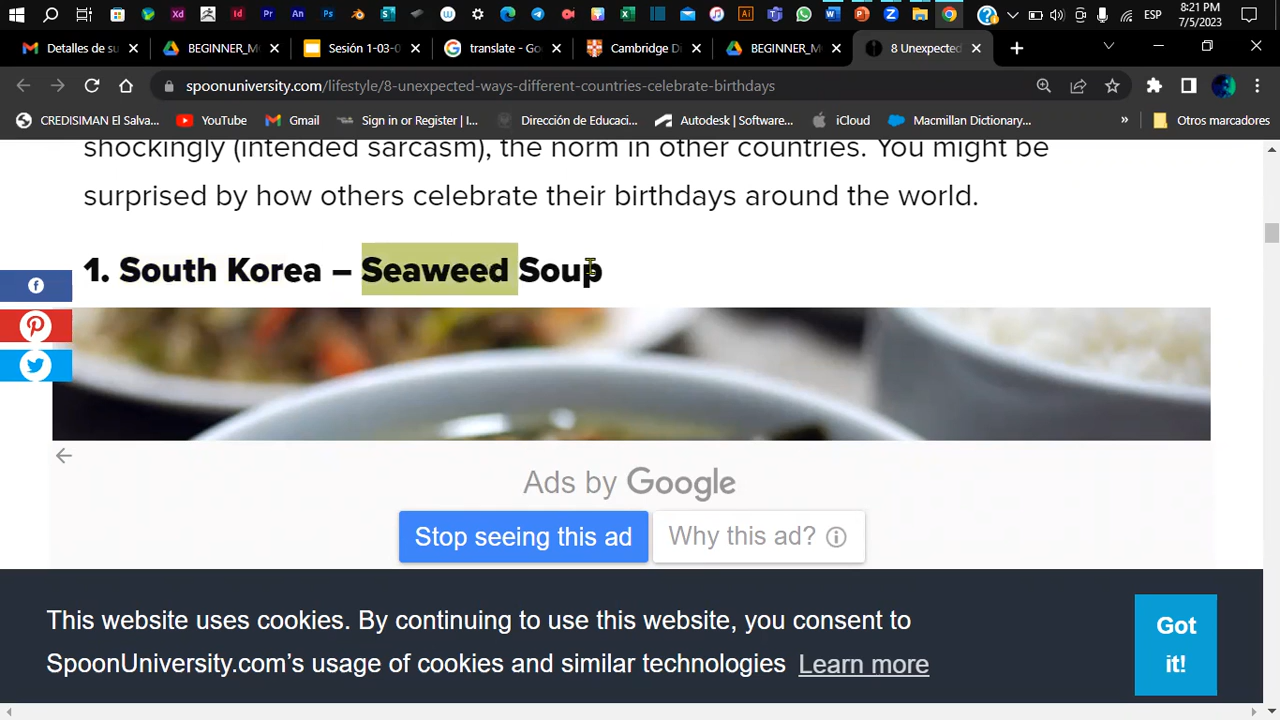 8:21 PM
ESP
7/5/2023
Detalles de su
BEGINNER_M
Sesión 1-03-0
translate - Go
Cambridge D
BEGINNER_M
8 Unexpected
spoonuniversity.com/lifestyle/8-unexpected-ways-different-countries-celebrate-birthdays
CREDISIMAN El Salva...
YouTube
Gmail
Sign in or Register | I...
Dirección de Educaci...
Autodesk | Software...
iCloud
Macmillan Dictionary...
»
Otros marcadores
shockingly (intended sarcasm), the norm in other countries. You might be
surprised by how others celebrate their birthdays around the world.
1. South Korea – Seaweed Soup
Ads by Google
Stop seeing this ad
Why this ad?
This website uses cookies. By continuing to use this website, you consent to
SpoonUniversity.com's usage of cookies and similar technologies Learn more
Got
it!